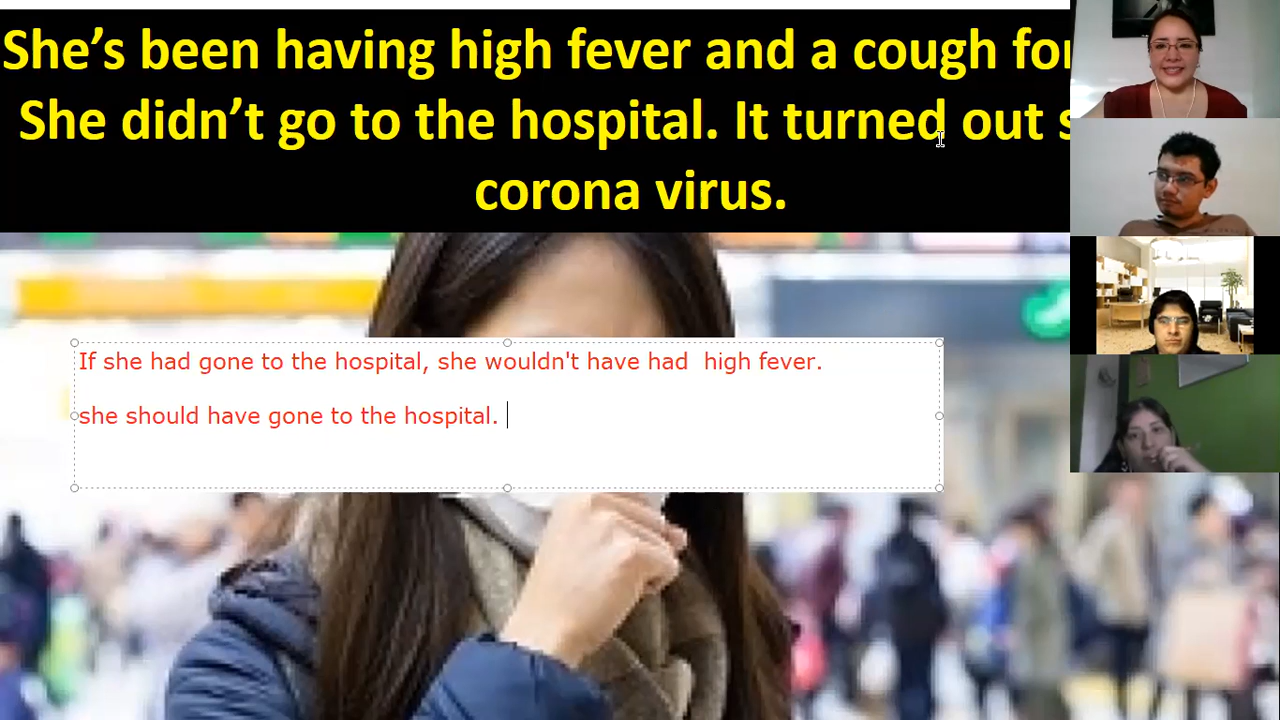 She's been having high fever and a cough for
She didn't go to the hospital. It turned out
corona virus.
If she had gone to the hospital, she wouldn't have had  high fever.
she should have gone to the hospital.